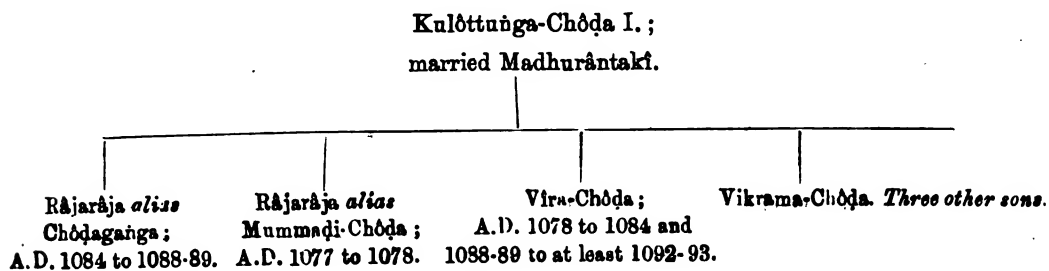 Kulôttuṅga-Chôḍa I. ;
married Madhurântakî.
Râjarâja alias
Chôḍagaṅga ;
A.D. 1084 to 1088-89.
Râjarâja alias
Mummaḍi-Chôḍa ;
A.D. 1077 to 1078.
Vîra-Chôḍa ;
A.D. 1078 to 1084 and
1088-89 to at least 1092-93.
Vikrama-Chôḍa.
Three other sons.